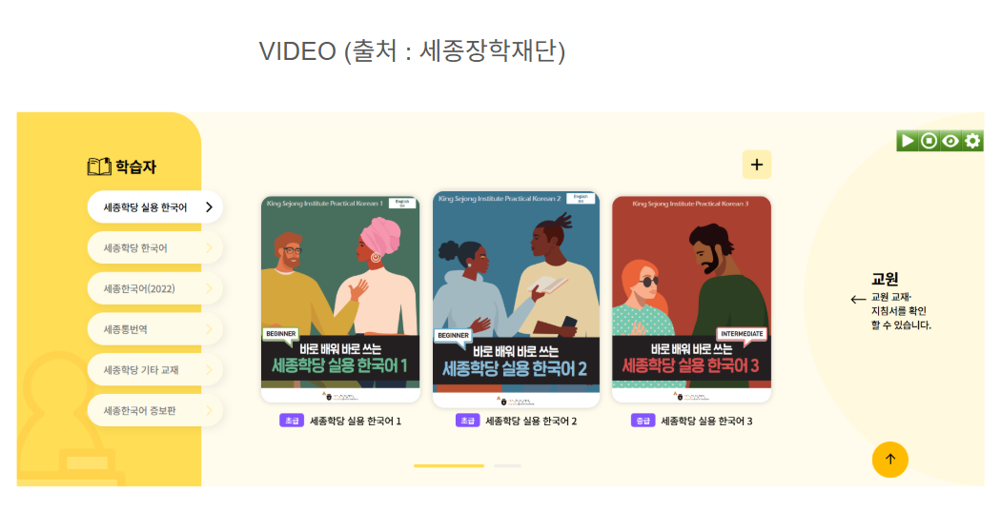 VIDEO (출처 : 세종장학재단)
학습자
세종학당 실용 한국어
세종학당 한국어
세종한국어(2022)
세종통번역
세종학당 기타 교재
세종한국어 증보판
King Sejong Institute Practical Korean 1
English
BEGINNER
바로 배워 바로 쓰는
세종학당 실용 한국어 1
초급 세종학당 실용 한국어 1
King Sejong Institute Practical Korean 2
English
BEGINNER
바로 배워 바로 쓰는
세종학당 실용 한국어 2
초급 세종학당 실용 한국어 2
King Sejong Institute Practical Korean 3
INTERMEDIATE
바로 배워 바로 쓰는
세종학당 실용 한국어 3
중급 세종학당 실용 한국어 3
교원
교원 교재·
지침서를 확인
할 수 있습니다.